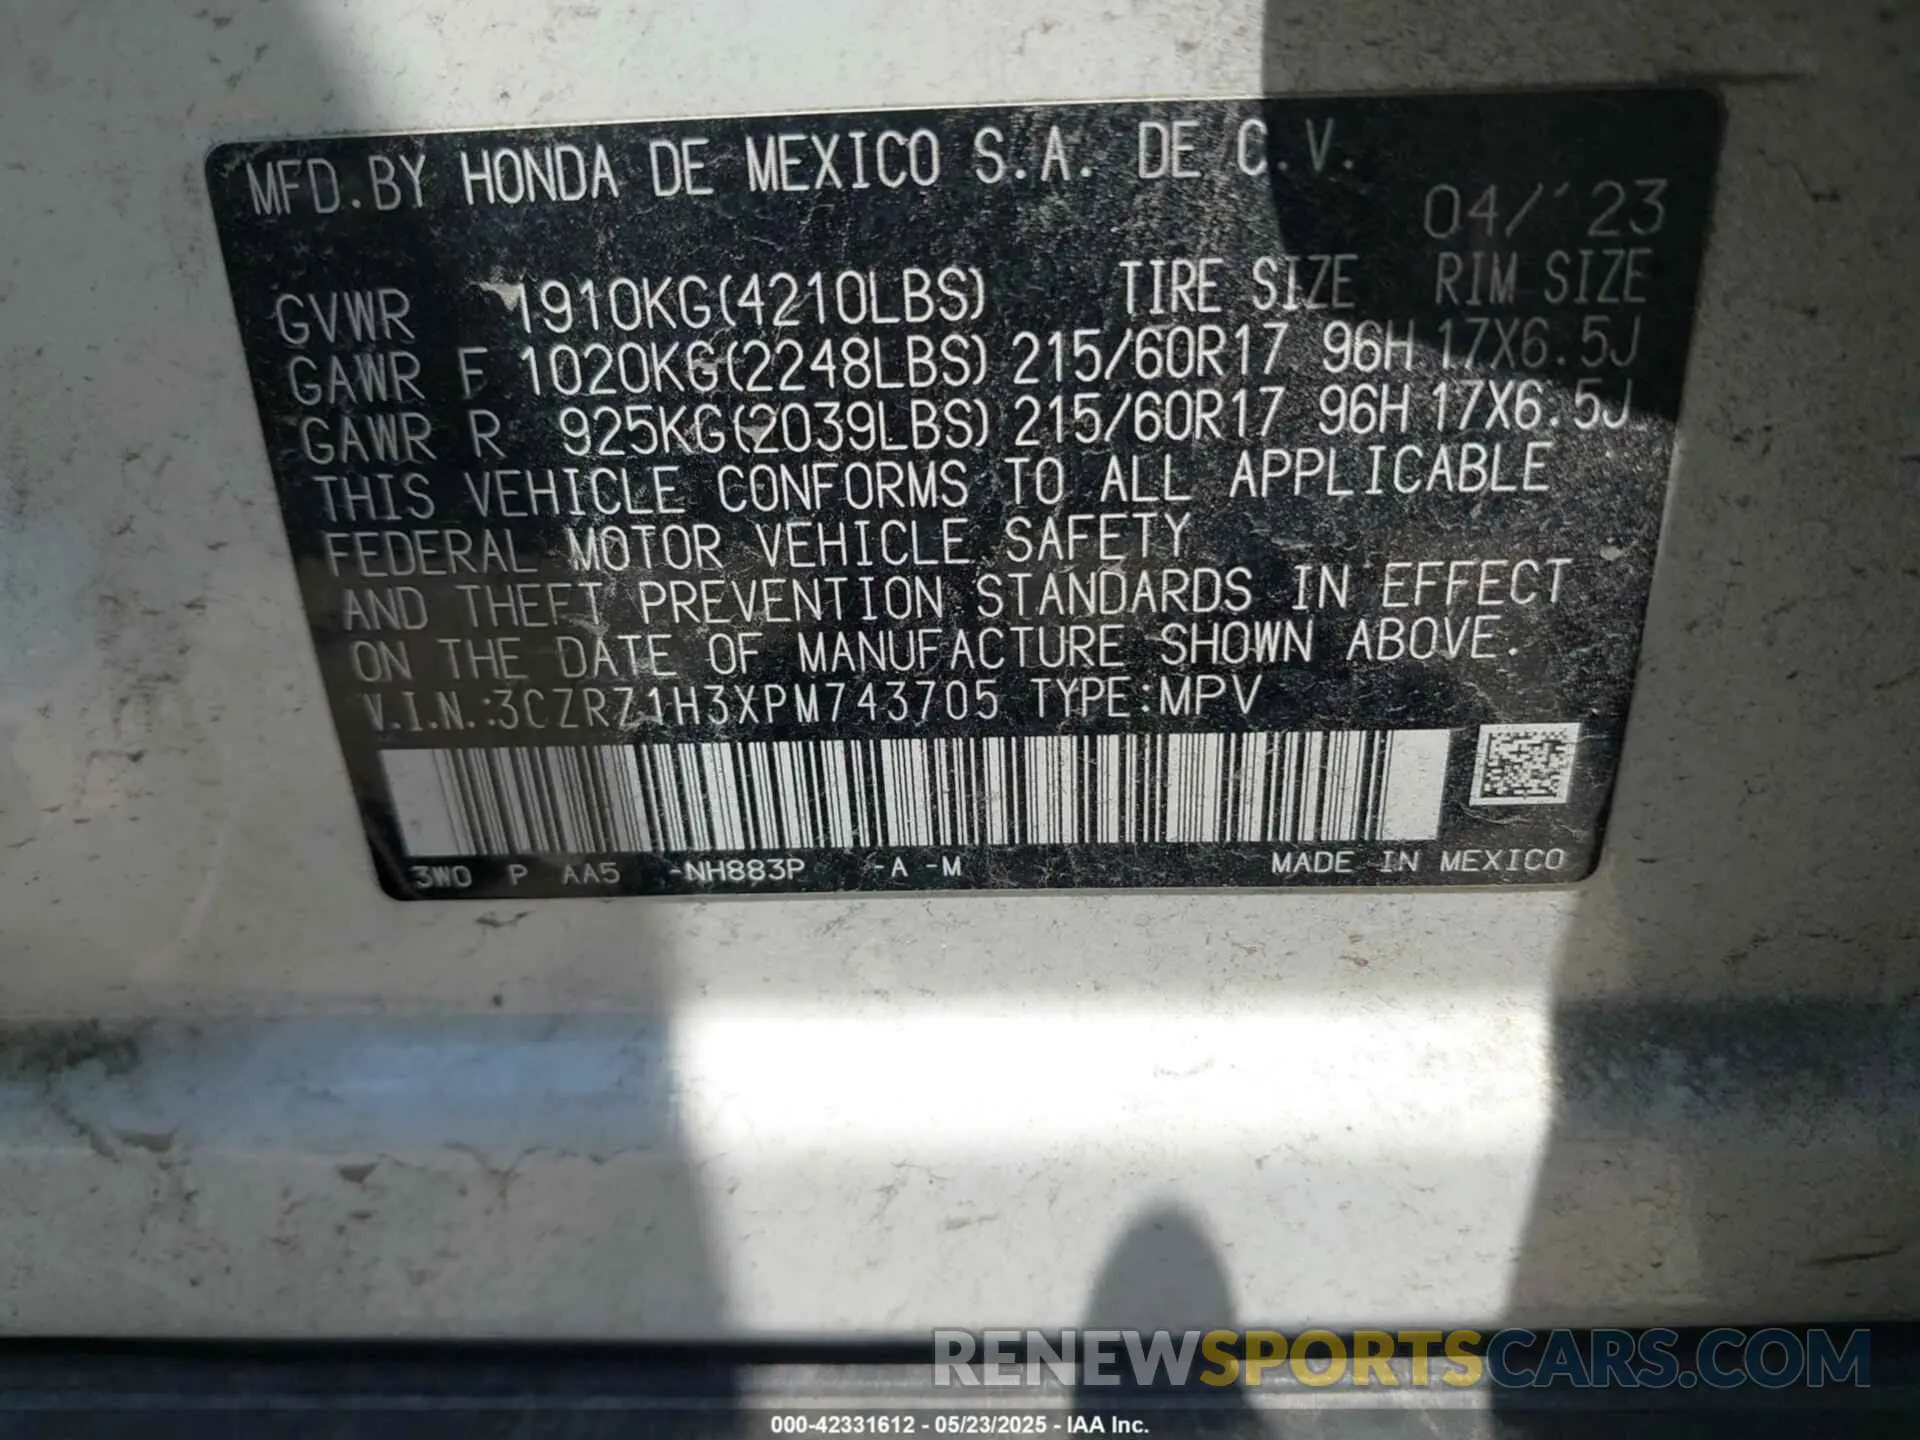 MFD.BY HONDA DE MEXICO S.A. DE C.V.
04/'23
GVWR 1910KG(4210LBS) TIRE SIZE RIM SIZE
GAWR F 1020KG(2248LBS) 215/60R17 96H 17X6.5J
GAWR R 925KG(2039LBS) 215/60R17 96H 17X6.5J
THIS VEHICLE CONFORMS TO ALL APPLICABLE
FEDERAL MOTOR VEHICLE SAFETY
AND THEFT PREVENTION STANDARDS IN EFFECT
ON THE DATE OF MANUFACTURE SHOWN ABOVE.
V.I.N.:3CZRZ1H3XPM743705 TYPE:MPV
3W0 P AA5 -NH883P -A -M MADE IN MEXICO
RENEWSPORTSCARS.COM
000-42331612 - 05/23/2025 - IAA Inc.